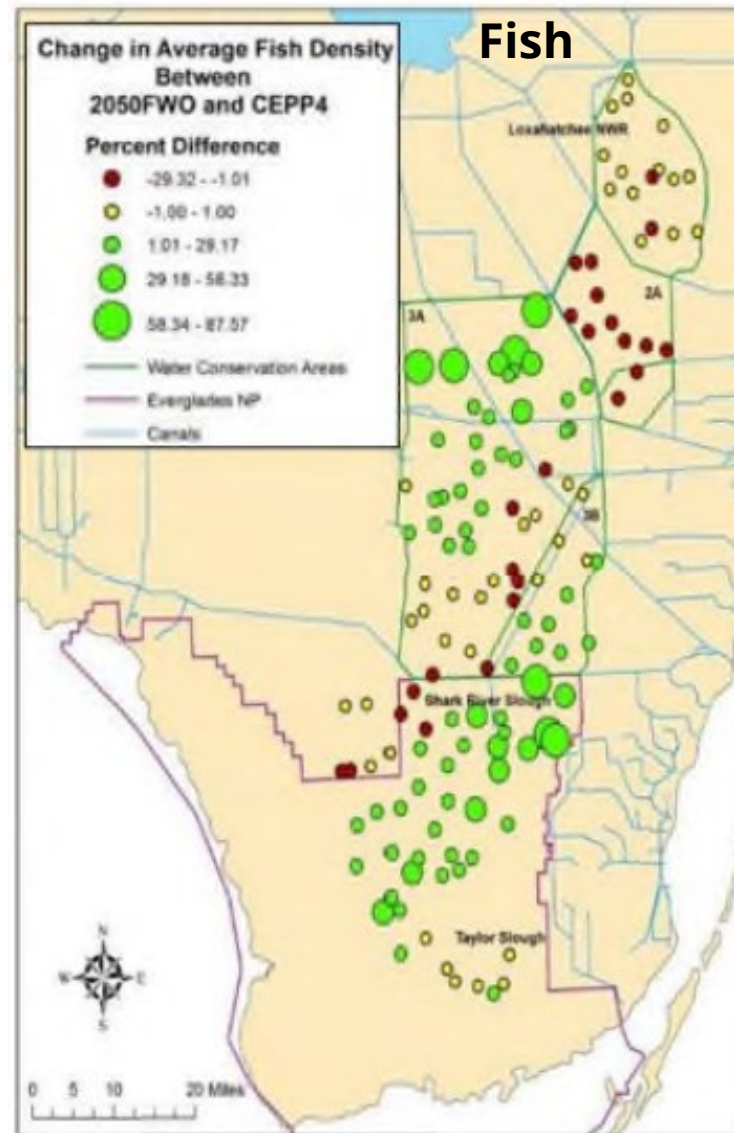 Fish
Change in Average Fish Density
Between
2050FWO and CEPP4
Percent Difference
-29.32 - -1.01
-1.00 - 1.00
1.01 - 29.17
29.18 - 58.33
58.34 - 87.57
Water Conservation Areas
Everglades NP
Canals
Loxahatchee NWR
2A
3A
3B
Shark River Slough
Taylor Slough
N
W E
S
0 5 10 20 Miles